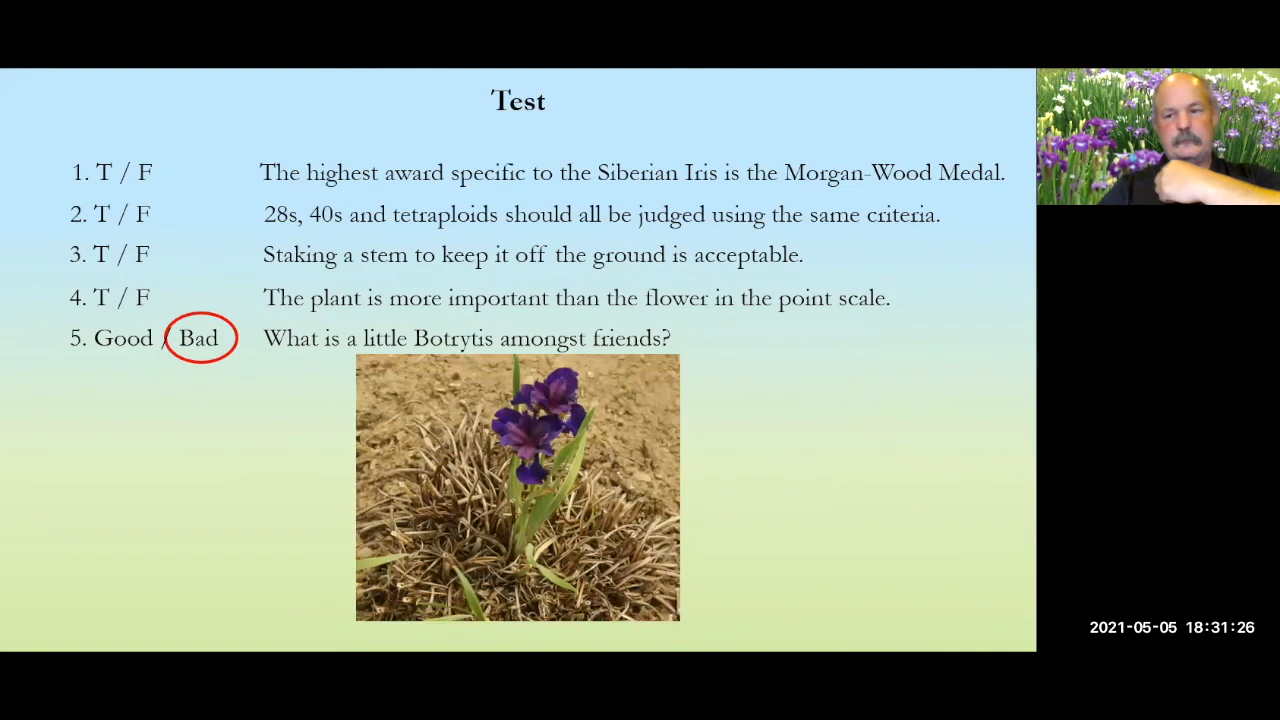 Test
1. T / F The highest award specific to the Siberian Iris is the Morgan-Wood Medal.
2. T / F 28s, 40s and tetraploids should all be judged using the same criteria.
3. T / F Staking a stem to keep it off the ground is acceptable.
4. T / F The plant is more important than the flower in the point scale.
5. Good / Bad What is a little Botrytis amongst friends?
2021-05-05 18:31:26